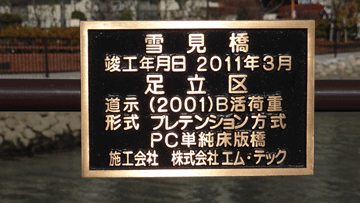 雪見橋
竣工年月日 2011年3月
足立区
道示 (2001)B活荷重
形式 プレテンション方式
PC単純床版橋
施工会社 株式会社エム・テック